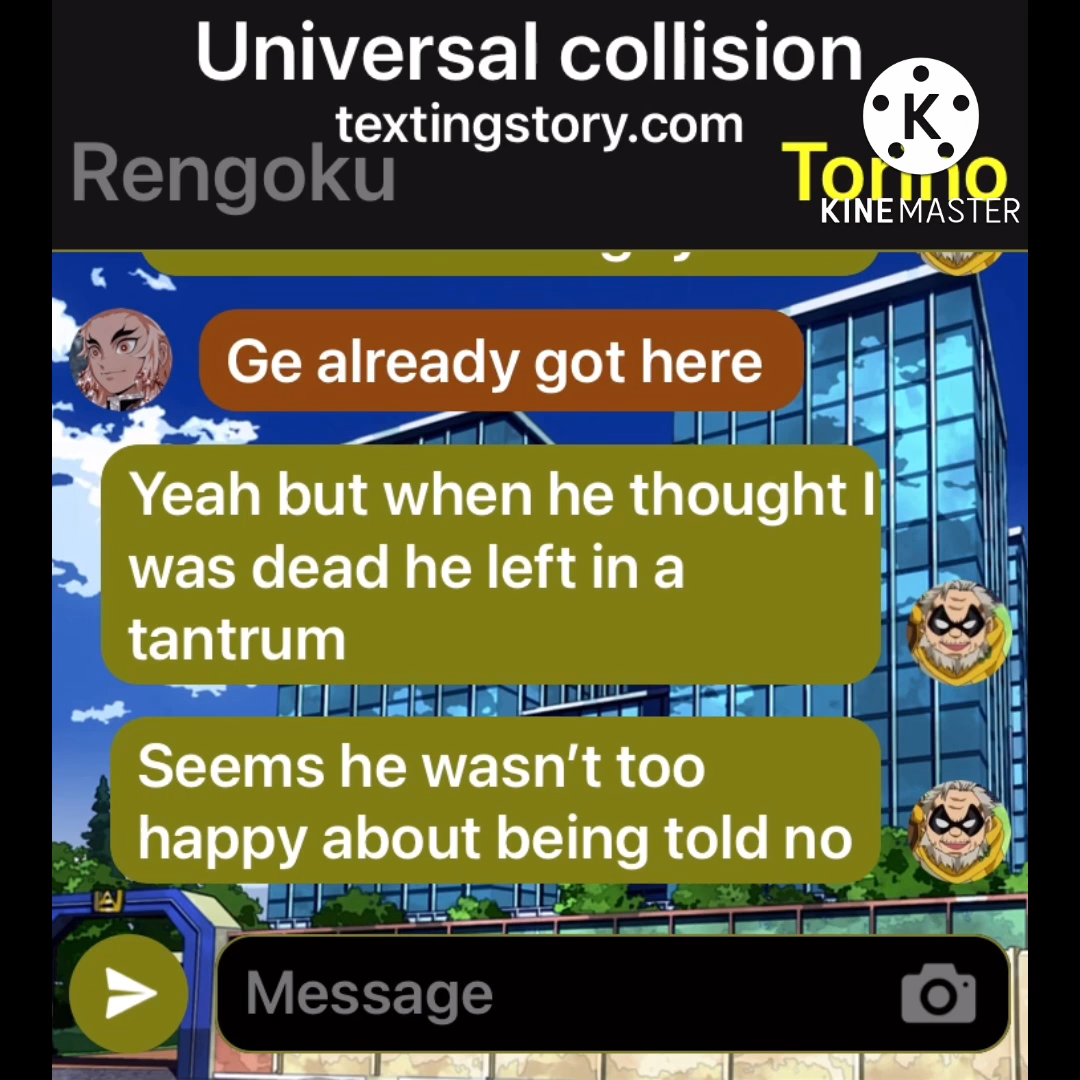 Universal collision
textingstory.com
K
Rengoku
Torino
KINEMASTER
Ge already got here
Yeah but when he thought I
was dead he left in a
tantrum
Seems he wasn't too
happy about being told no
Message